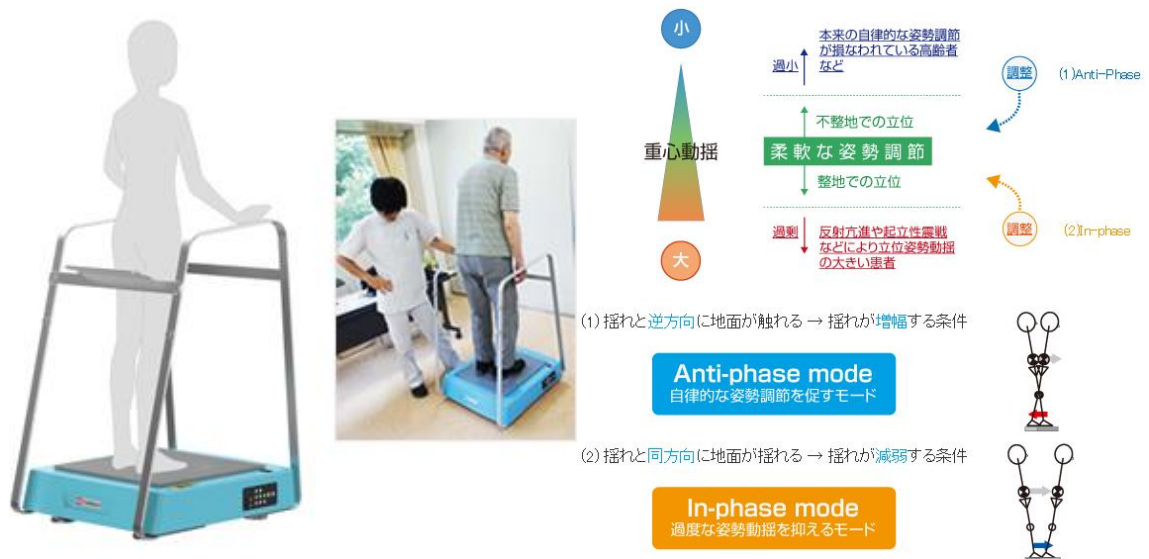 小
本来の自律的な姿勢調節
が損なわれている高齢者
など
過小
調整
(1)Anti-Phase
不整地での立位
重心動揺
柔軟な姿勢調節
整地での立位
過剰
反射亢進や起立性震戦
などにより立位姿勢動揺
の大きい患者
調整
(2)In-phase
大
(1)揺れと逆方向に地面が触れる → 揺れが増幅する条件
Anti-phase mode
自律的な姿勢調節を促すモード
(2)揺れと同方向に地面が揺れる → 揺れが減弱する条件
In-phase mode
過度な姿勢動揺を抑えるモード